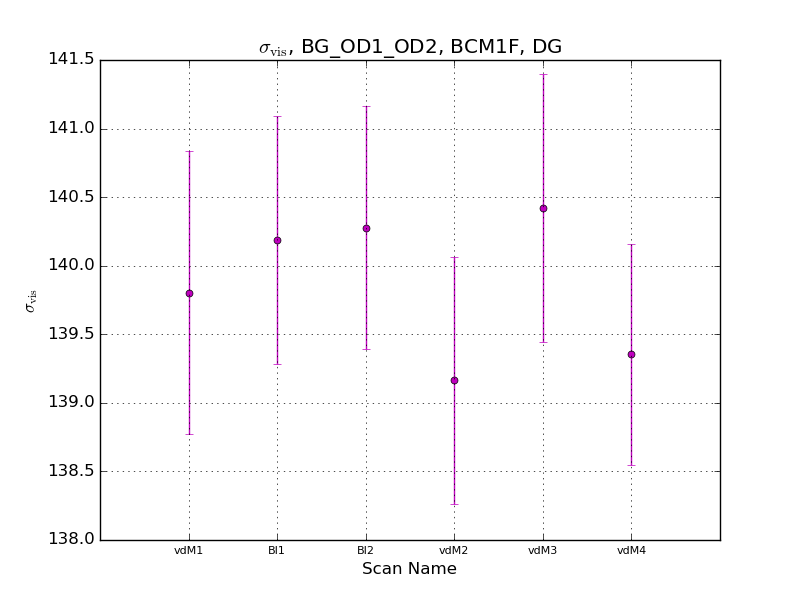 σvis, BG_OD1_OD2, BCM1F, DG
141.5
141.0
140.5
140.0
139.5
139.0
138.5
138.0
σvis
vdM1 BI1 BI2 vdM2 vdM3 vdM4
Scan Name